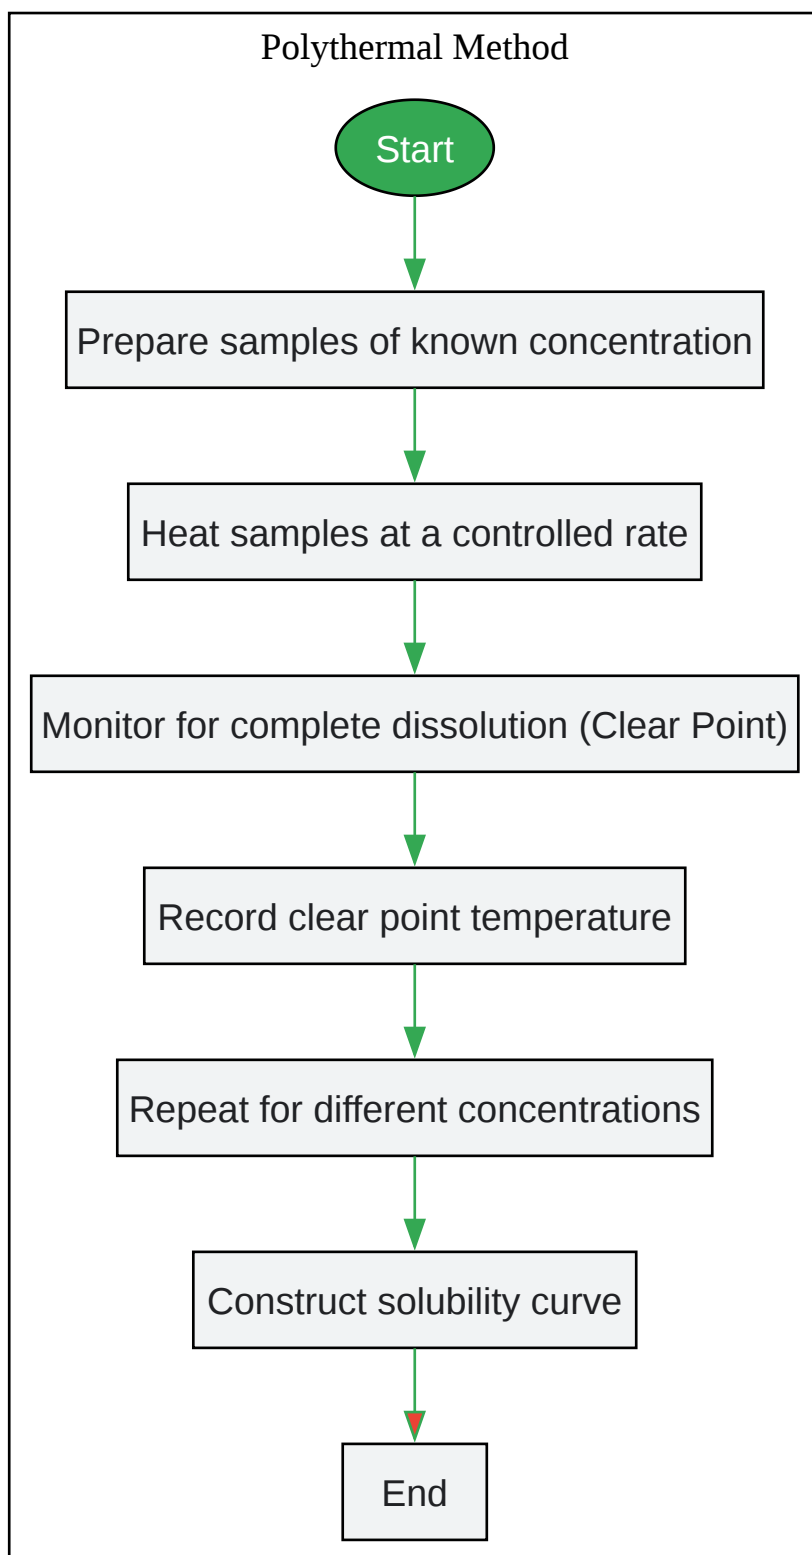 Polythermal Method
Start
Prepare samples of known concentration
Heat samples at a controlled rate
Monitor for complete dissolution (Clear Point)
Record clear point temperature
Repeat for different concentrations
Construct solubility curve
End